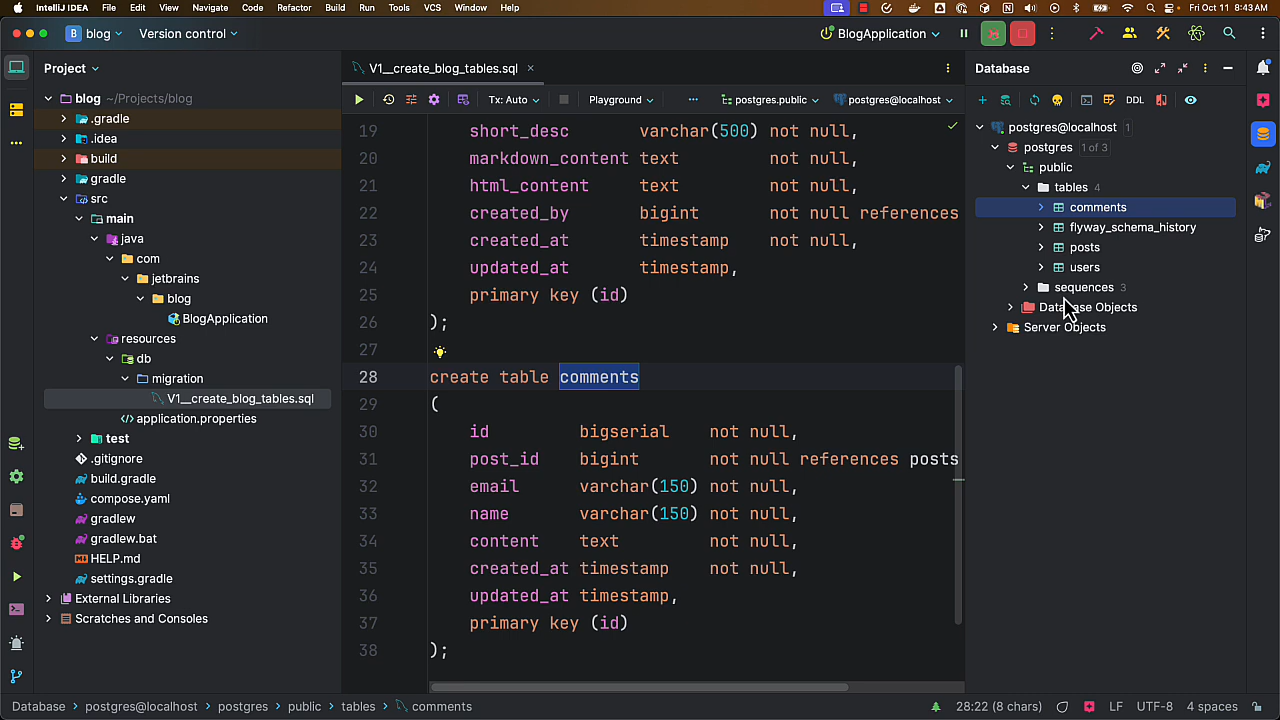 IntelliJ IDEA File Edit View Navigate Code Refactor Build Run Tools VCS Window Help Fri Oct 11 8:43 AM
B blog Version control BlogApplication
Project
blog ~/Projects/blog
.gradle
.idea
build
gradle
src
main
java
com
jetbrains
blog
BlogApplication
resources
db
migration
V1__create_blog_tables.sql
application.properties
test
.gitignore
build.gradle
compose.yaml
gradlew
gradlew.bat
HELP.md
settings.gradle
External Libraries
Scratches and Consoles
V1__create_blog_tables.sql
Tx: Auto Playground postgres.public postgres@localhost
19 short_desc varchar(500) not null,
20 markdown_content text not null,
21 html_content text not null,
22 created_by bigint not null references
23 created_at timestamp not null,
24 updated_at timestamp,
25 primary key (id)
26 );
27
28 create table comments
29 (
30 id bigserial not null,
31 post_id bigint not null references posts
32 email varchar(150) not null,
33 name varchar(150) not null,
34 content text not null,
35 created_at timestamp not null,
36 updated_at timestamp,
37 primary key (id)
38 );
Database
DDL
postgres@localhost 1
postgres 1 of 3
public
tables 4
comments
flyway_schema_history
posts
users
sequences 3
Database Objects
Server Objects
Database > postgres@localhost > postgres > public > tables > comments 28:22 (8 chars) LF UTF-8 4 spaces